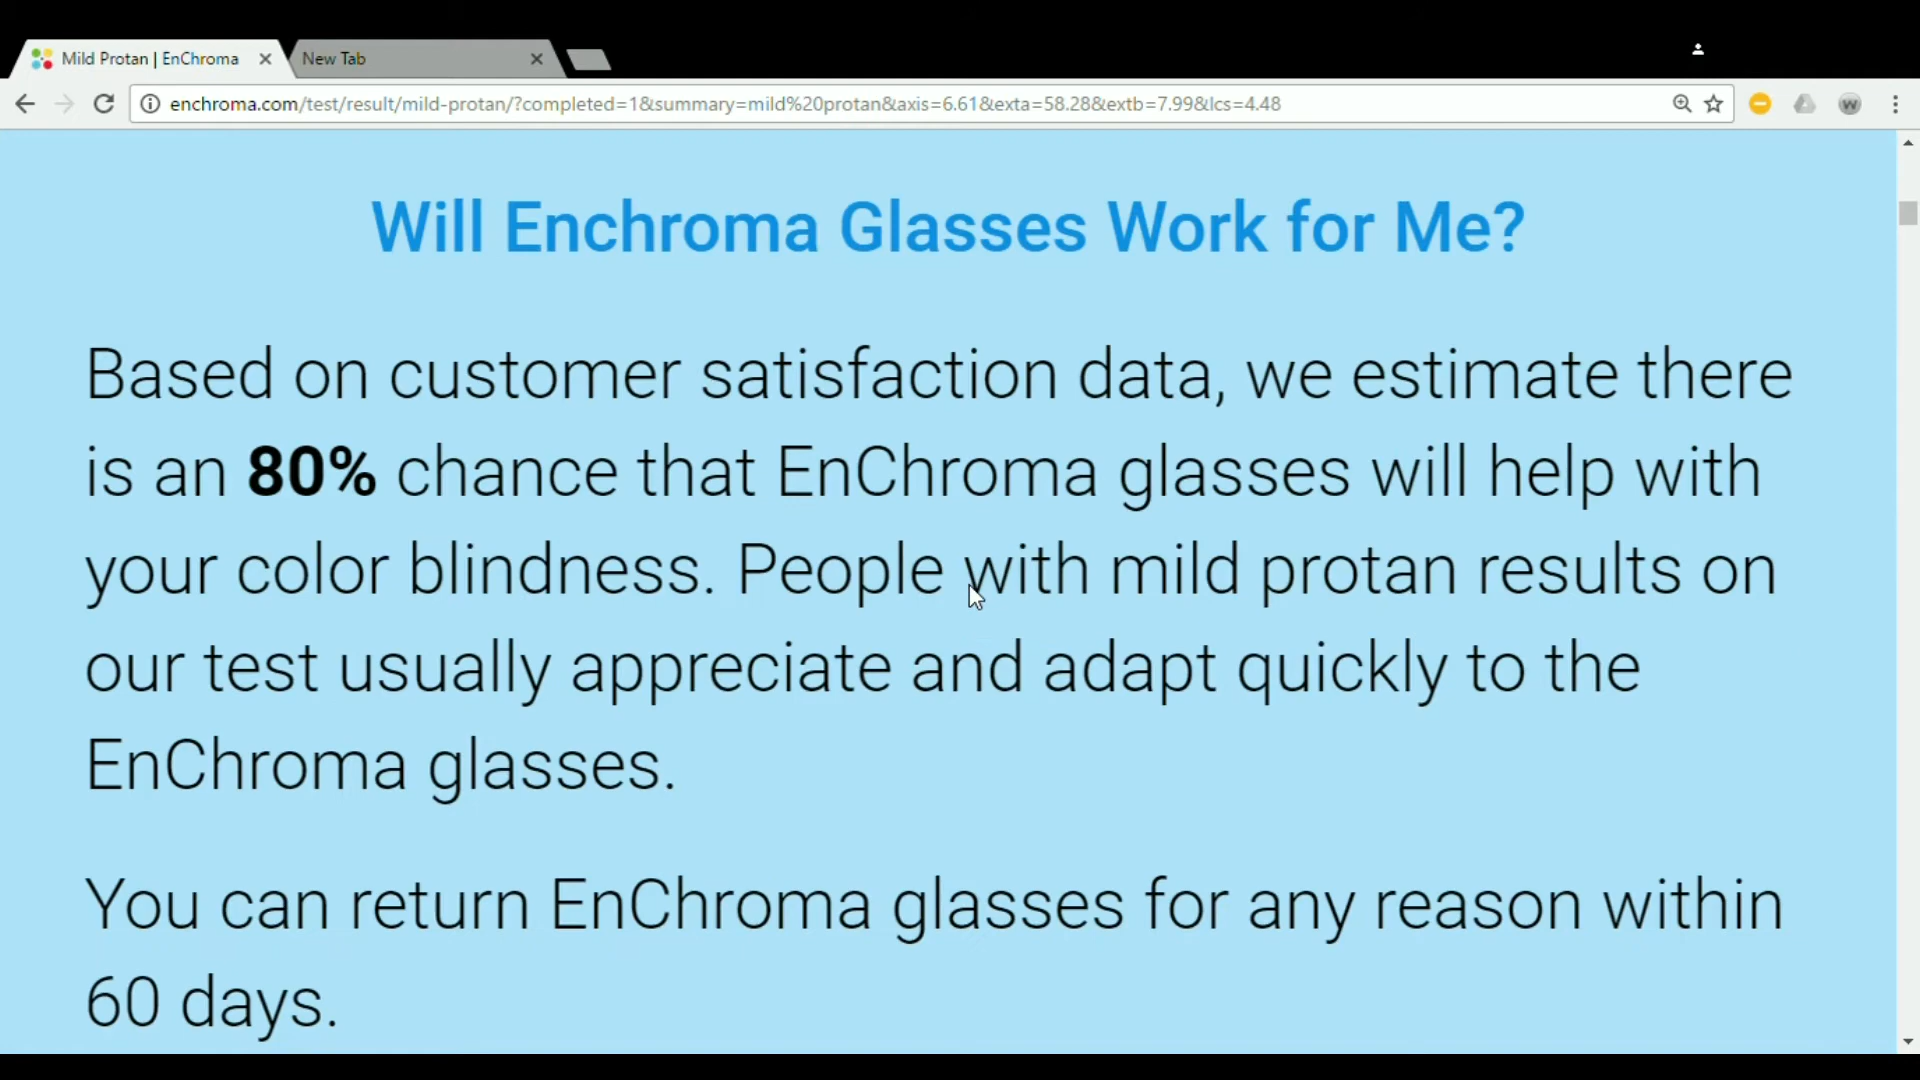 Mild Protan | EnChroma
New Tab
enchroma.com/test/result/mild-protan/?completed=1&summary=mild%20protan&axis=6.61&exta=58.28&extb=7.99&lcs=4.48
W
Will Enchroma Glasses Work for Me?
Based on customer satisfaction data, we estimate there
is an 80% chance that EnChroma glasses will help with
your color blindness. People with mild protan results on
our test usually appreciate and adapt quickly to the
EnChroma glasses.
You can return EnChroma glasses for any reason within
60 days.